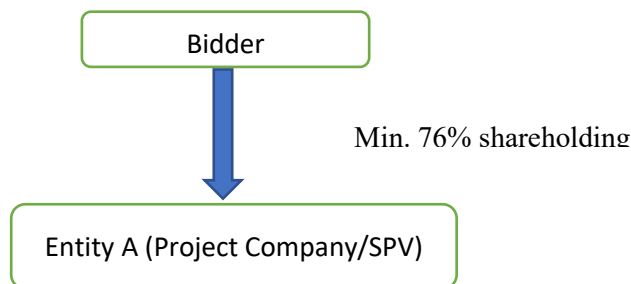 Bidder
Min. 76% shareholding
Entity A (Project Company/SPV)